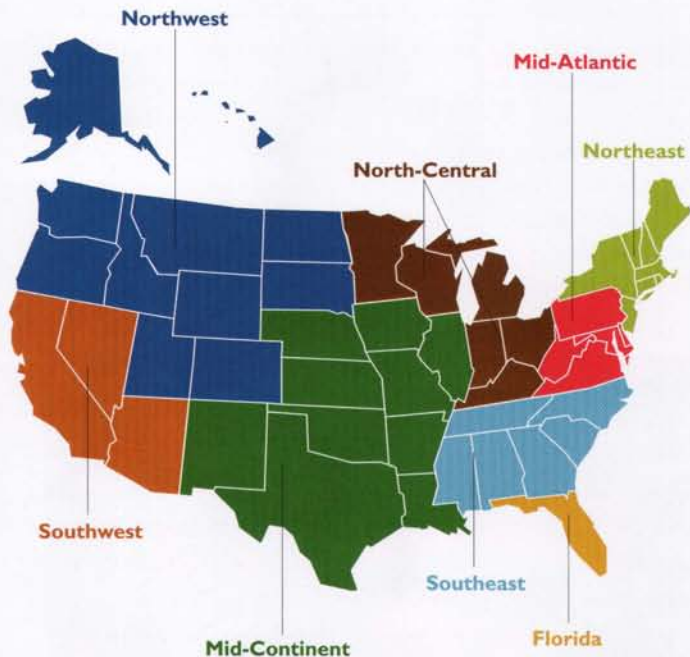 Northwest
Mid-Atlantic
Northeast
North-Central
Southwest
Southeast
Mid-Continent
Florida